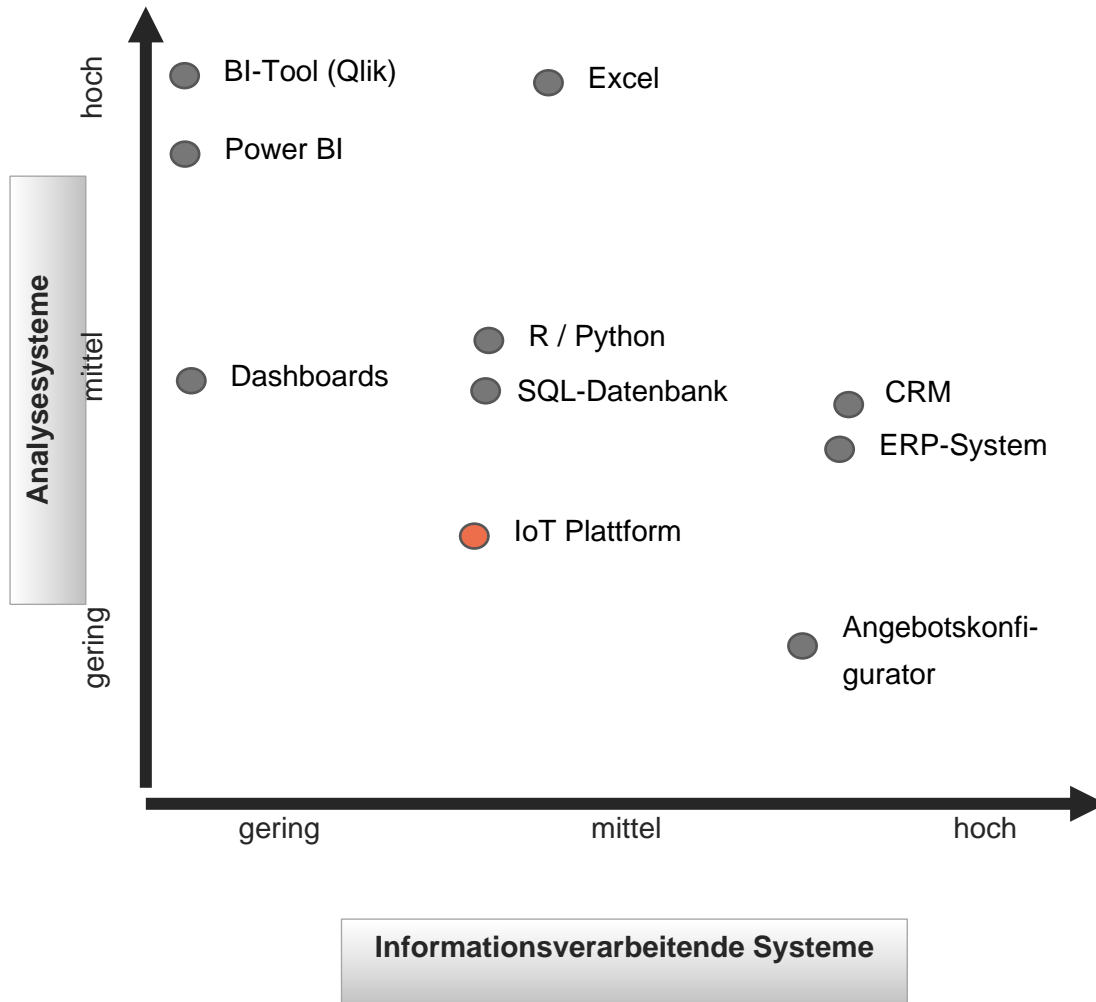 hoch
BI-Tool (Qlik)
Excel
Power BI
Analysesysteme
mittel
R / Python
Dashboards
SQL-Datenbank
CRM
ERP-System
IoT Plattform
gering
Angebotskonfi-
gurator
gering
mittel
hoch
Informationsverarbeitende Systeme